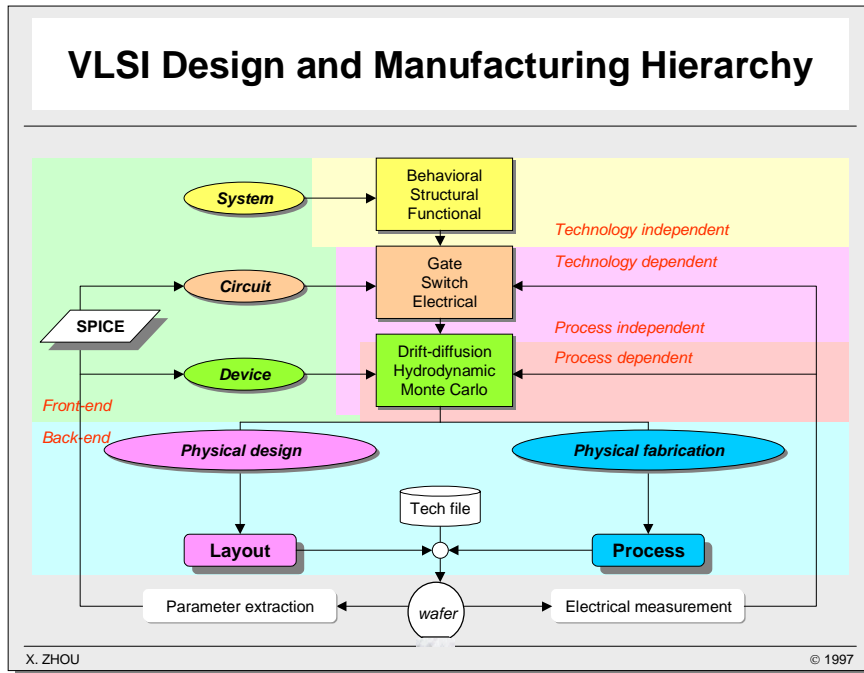 VLSI Design and Manufacturing Hierarchy
System
Behavioral
Structural
Functional
Technology independent
Technology dependent
Circuit
Gate
Switch
Electrical
SPICE
Process independent
Process dependent
Device
Drift-diffusion
Hydrodynamic
Monte Carlo
Front-end
Back-end
Physical design
Physical fabrication
Tech file
Layout
Process
Parameter extraction
wafer
Electrical measurement
X. ZHOU
© 1997